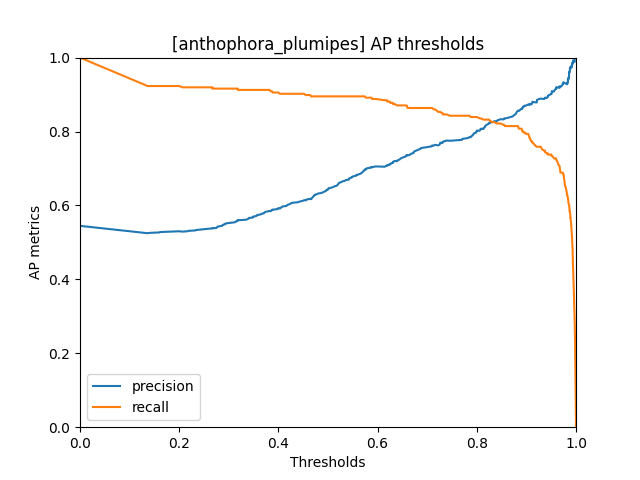 [anthophora_plumipes] AP thresholds
1.0
0.8
0.6
0.4
0.2
0.0
AP metrics
precision
recall
0.0 0.2 0.4 0.6 0.8 1.0
Thresholds